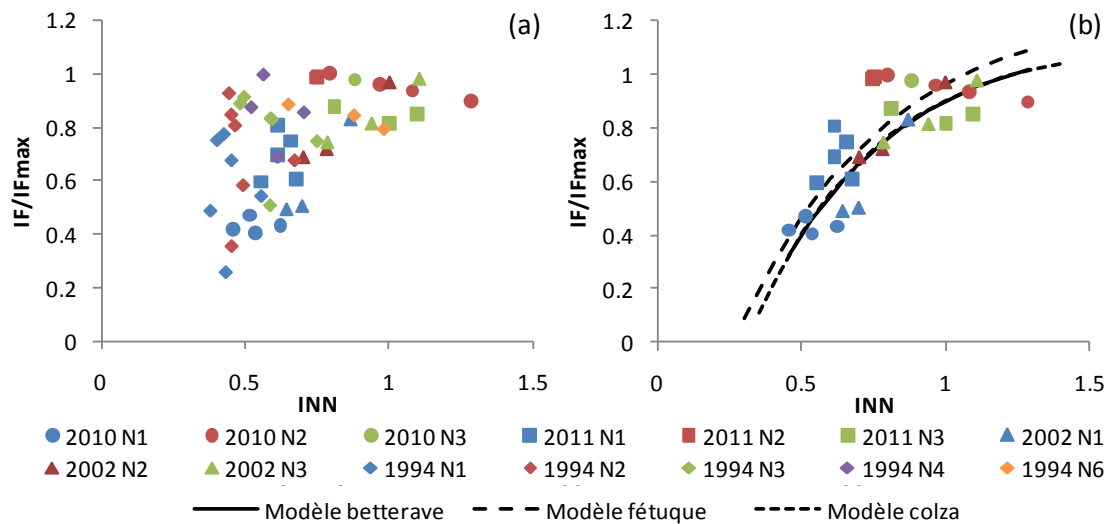 (a)
IF/IFmax
1.2
1
0.8
0.6
0.4
0.2
0
0 0.5 1 1.5
INN
(b)
1.2
1
0.8
0.6
0.4
0.2
0
0 0.5 1 1.5
INN
2010 N1 2010 N2 2010 N3 2011 N1 2011 N2 2011 N3 2002 N1
2002 N2 2002 N3 1994 N1 1994 N2 1994 N3 1994 N4 1994 N6
Modèle betterave Modèle fétuque Modèle colza